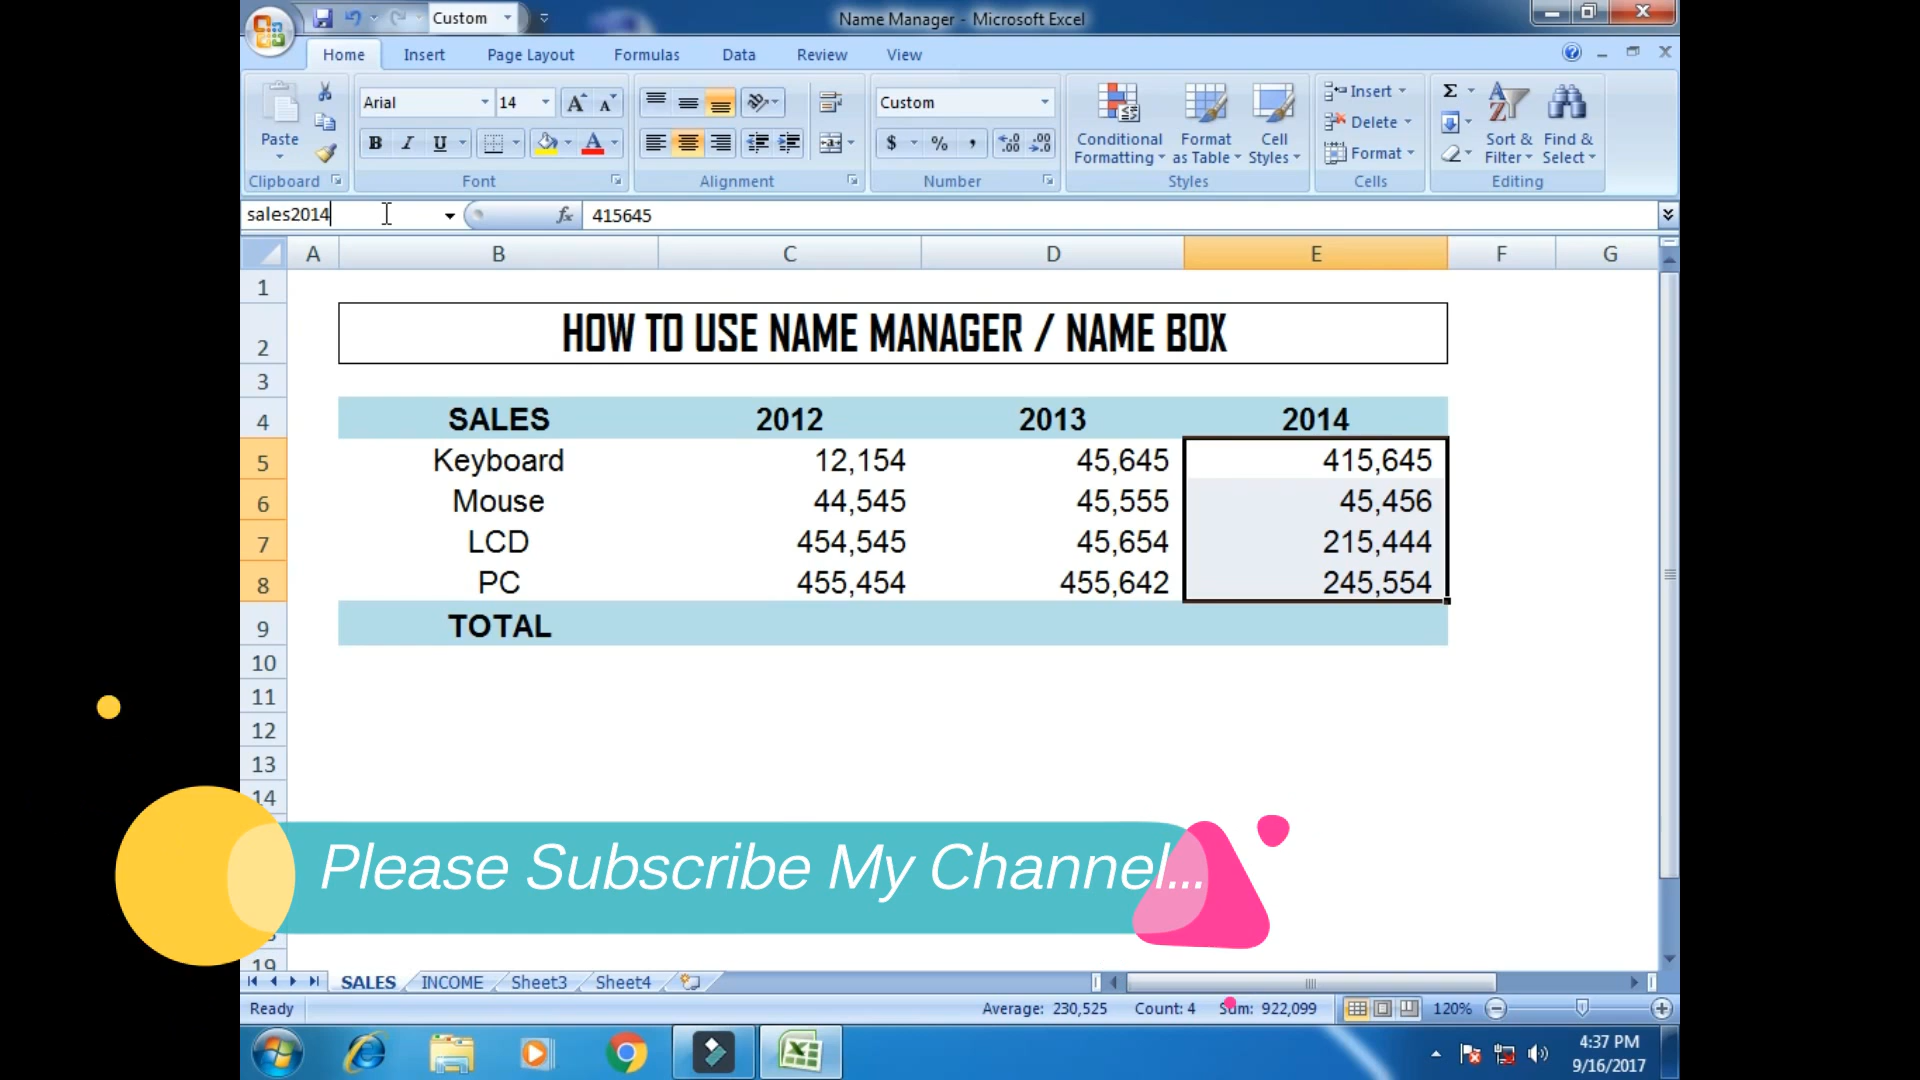 Custom
Name Manager - Microsoft Excel
Home Insert Page Layout Formulas Data Review View
Paste
Clipboard
Arial 14
B I U
Font
Alignment
Custom
$ % ,
Number
Conditional Formatting
Format as Table
Cell Styles
Styles
Insert
Delete
Format
Cells
Σ
Sort & Filter
Find & Select
Editing
sales2014 fx 415645
A B C D E F G
1
HOW TO USE NAME MANAGER / NAME BOX
2
3
4 SALES 2012 2013 2014
5 Keyboard 12,154 45,645 415,645
6 Mouse 44,545 45,555 45,456
7 LCD 454,545 45,654 215,444
8 PC 455,454 455,642 245,554
9 TOTAL
10
11
12
13
14
Please Subscribe My Channel...
19
SALES INCOME Sheet3 Sheet4
Ready Average: 230,525 Count: 4 Sum: 922,099 120%
4:37 PM
9/16/2017